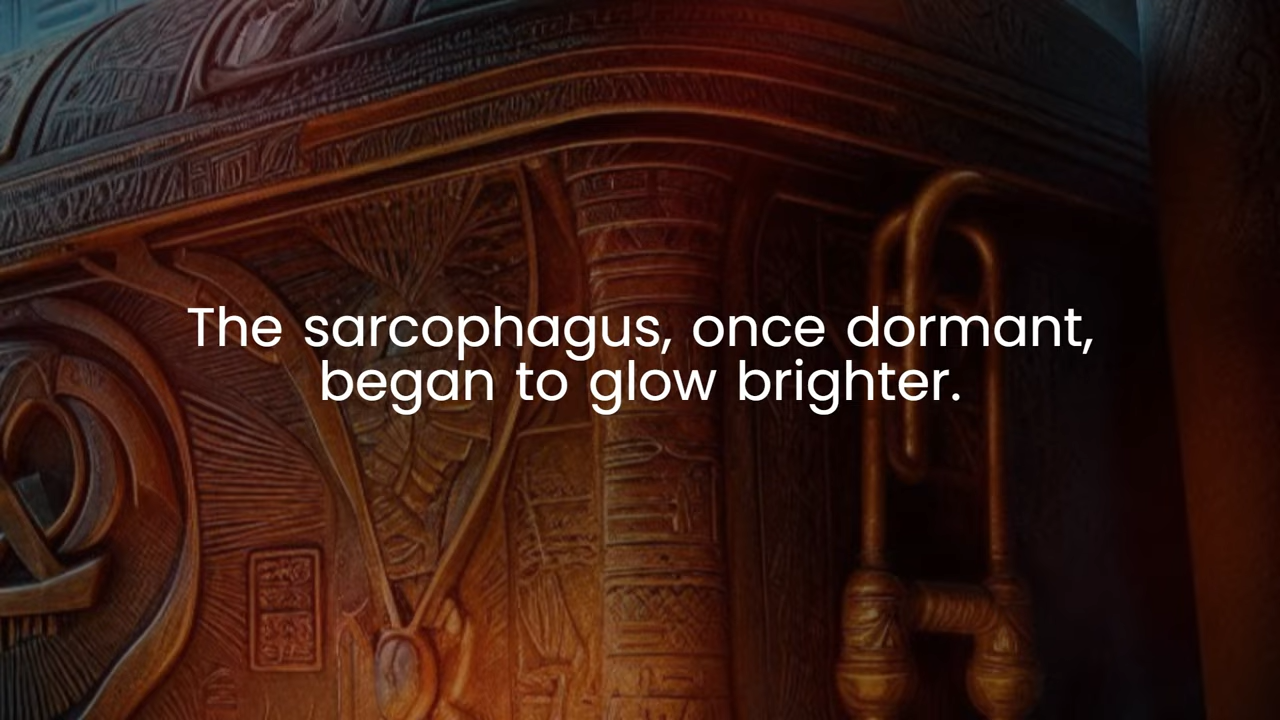 The sarcophagus, once dormant,
began to glow brighter.